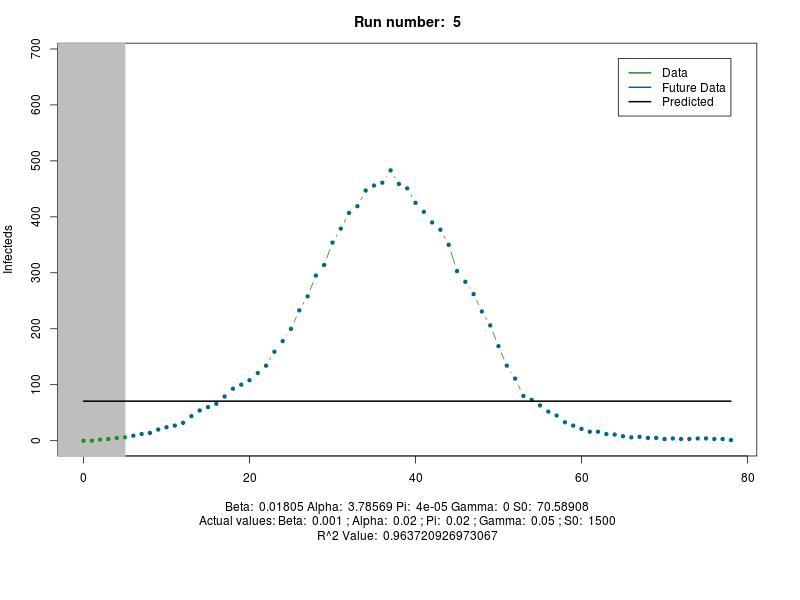 Run number: 5
700
600
500
400
300
200
100
0
Infecteds
Data
Future Data
Predicted
0 20 40 60 80
Beta: 0.01805 Alpha: 3.78569 Pi: 4e-05 Gamma: 0 S0: 70.58908
Actual values: Beta: 0.001 ; Alpha: 0.02 ; Pi: 0.02 ; Gamma: 0.05 ; S0: 1500
R^2 Value: 0.963720926973067